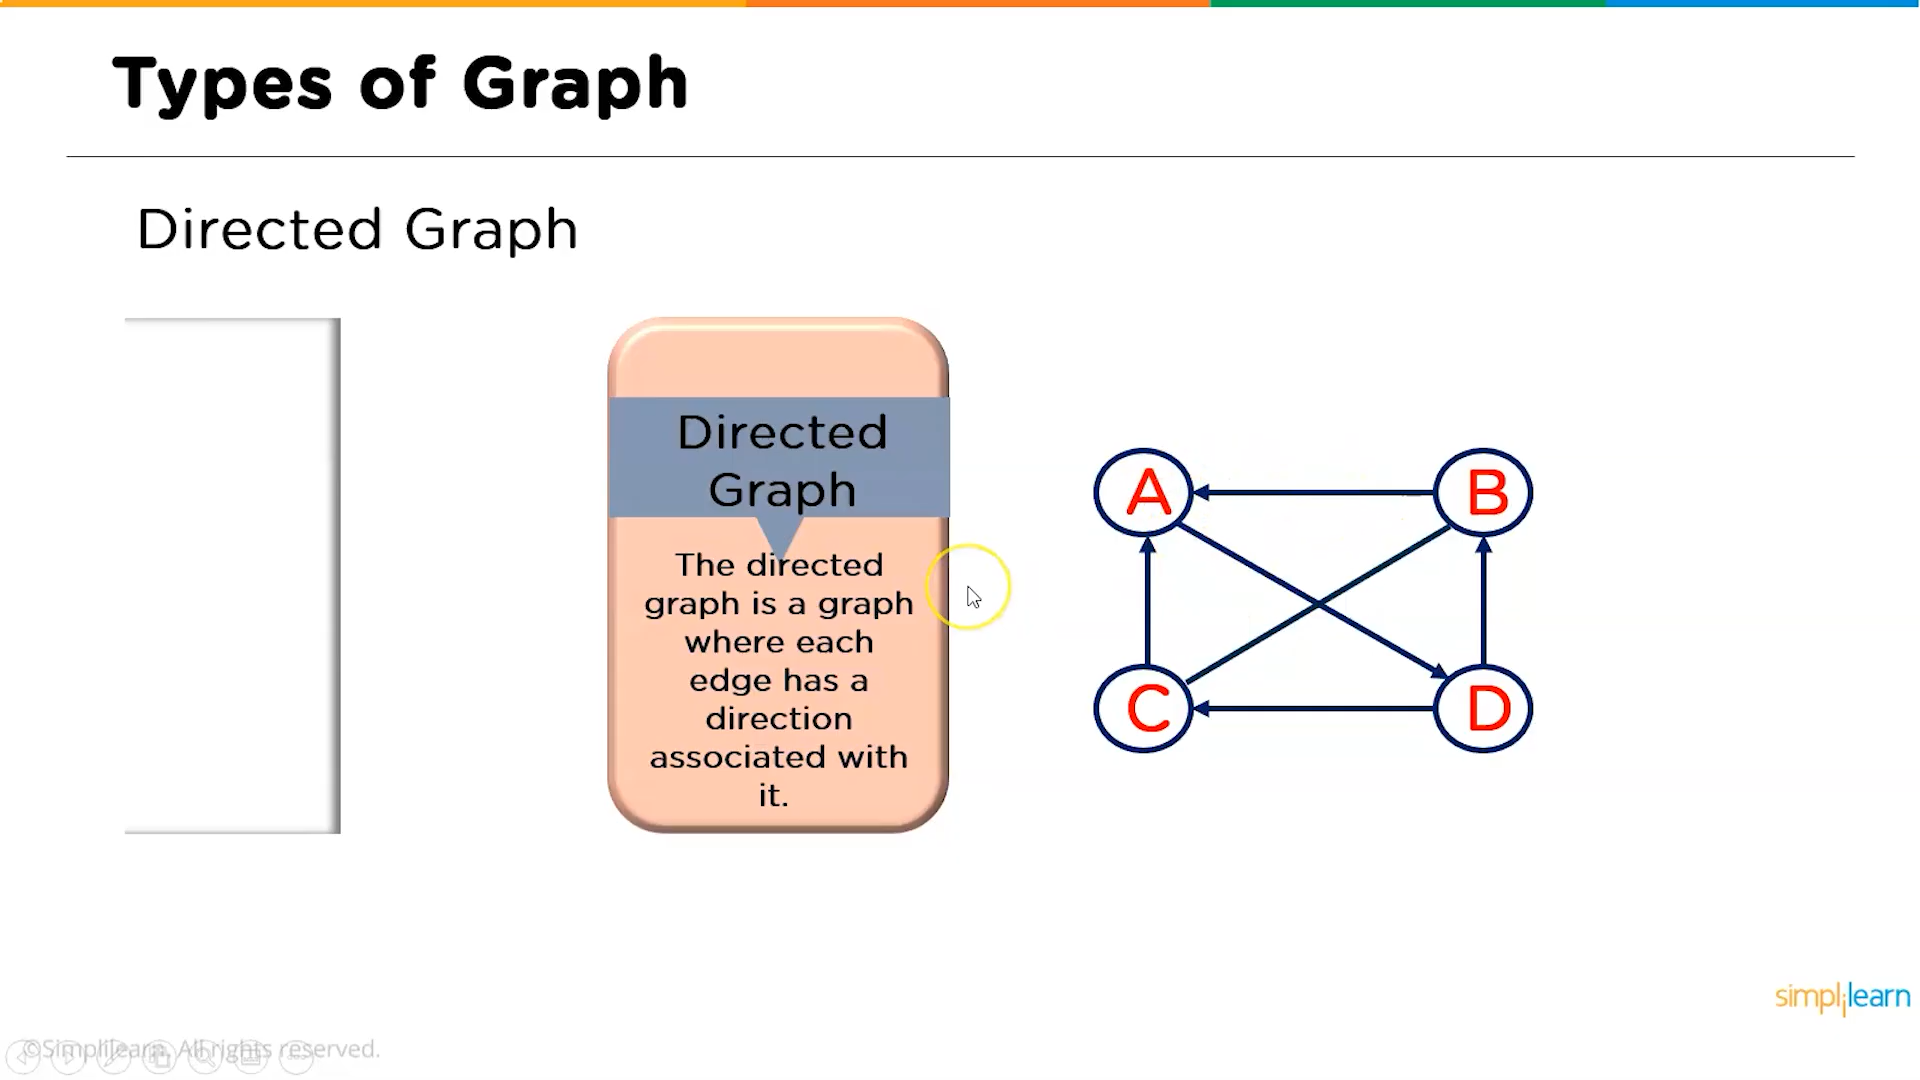 Types of Graph
Directed Graph
Directed
Graph
The directed
graph is a graph
where each
edge has a
direction
associated with
it.
A
B
C
D
simplilearn
©Simplilearn. All rights reserved.